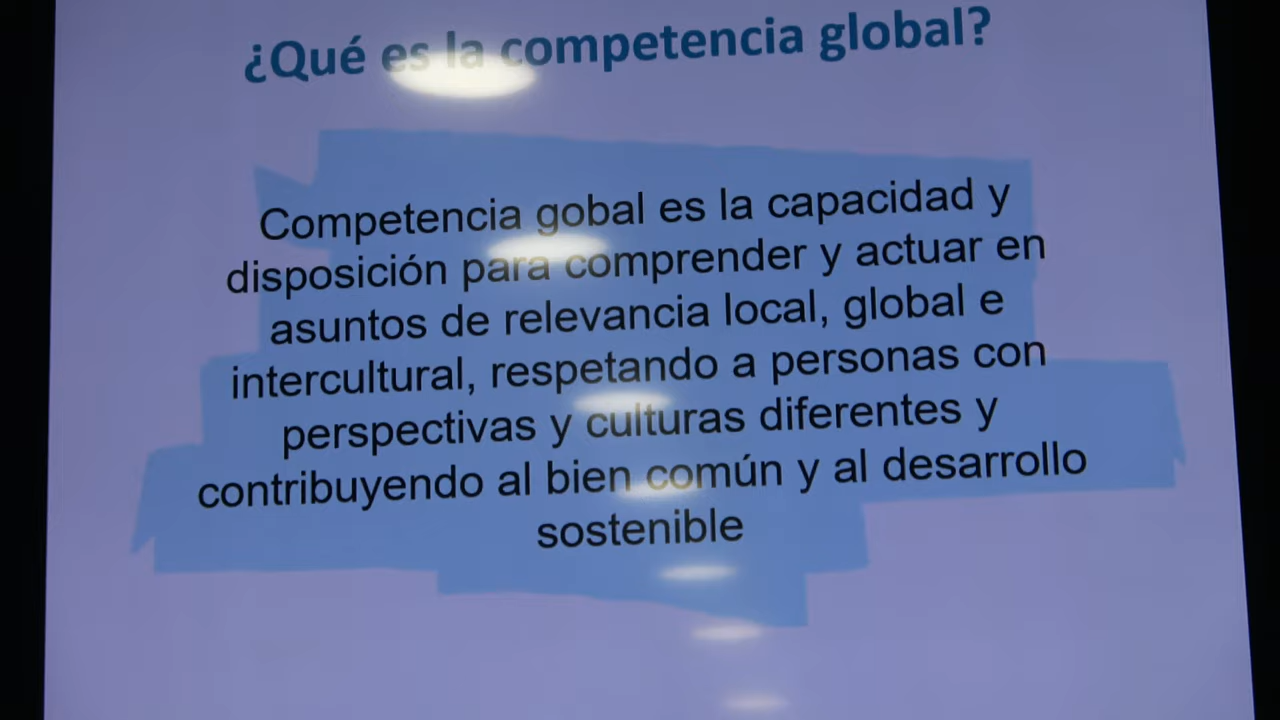 ¿Qué es la competencia global?
Competencia gobal es la capacidad y
disposición para comprender y actuar en
asuntos de relevancia local, global e
intercultural, respetando a personas con
perspectivas y culturas diferentes y
contribuyendo al bien común y al desarrollo
sostenible